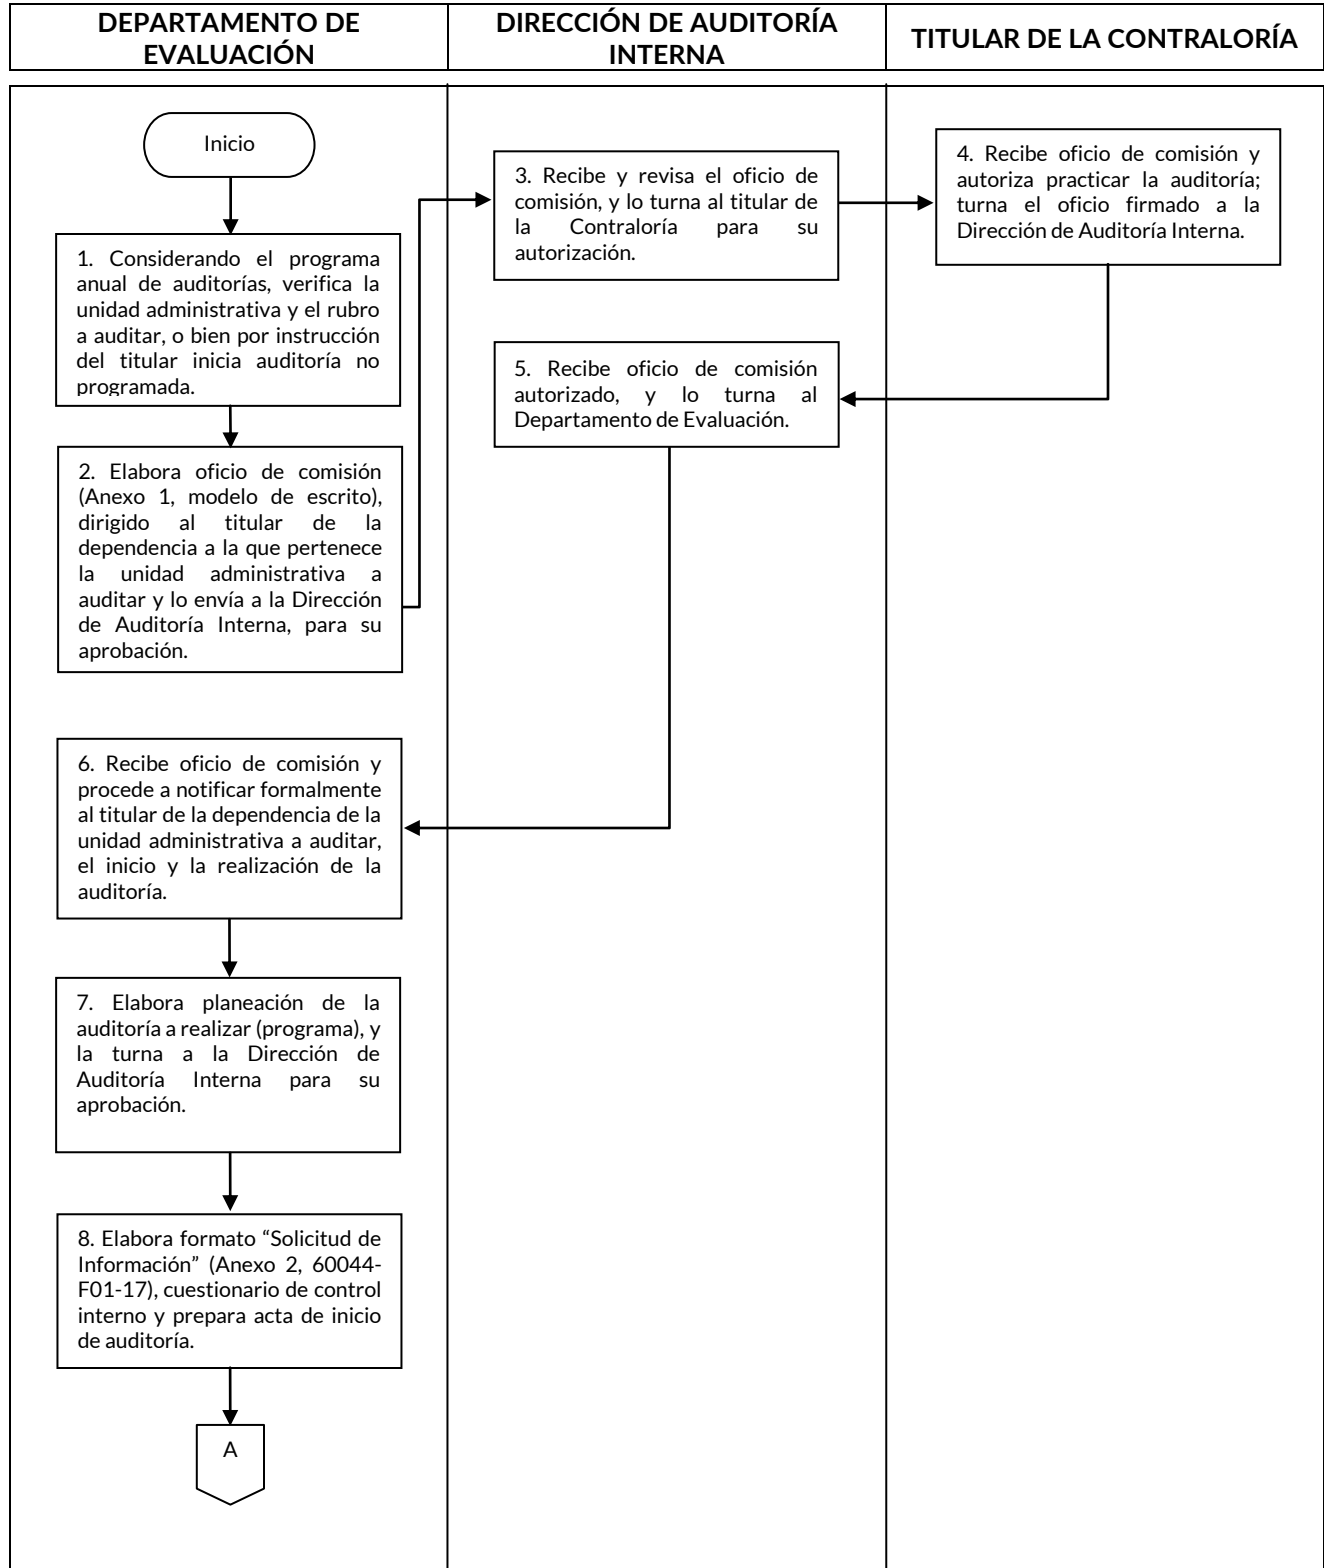 DEPARTAMENTO DE
EVALUACIÓN
DIRECCIÓN DE AUDITORÍA
INTERNA
TITULAR DE LA CONTRALORÍA
Inicio
1. Considerando el programa
anual de auditorías, verifica la
unidad administrativa y el rubro
a auditar, o bien por instrucción
del titular inicia auditoría no
programada.
2. Elabora oficio de comisión
(Anexo 1, modelo de escrito),
dirigido al titular de la
dependencia a la que pertenece
la unidad administrativa a
auditar y lo envía a la Dirección
de Auditoría Interna, para su
aprobación.
3. Recibe y revisa el oficio de
comisión, y lo turna al titular de
la Contraloría para su
autorización.
4. Recibe oficio de comisión y
autoriza practicar la auditoría;
turna el oficio firmado a la
Dirección de Auditoría Interna.
5. Recibe oficio de comisión
autorizado, y lo turna al
Departamento de Evaluación.
6. Recibe oficio de comisión y
procede a notificar formalmente
al titular de la dependencia de la
unidad administrativa a auditar,
el inicio y la realización de la
auditoría.
7. Elabora planeación de la
auditoría a realizar (programa), y
la turna a la Dirección de
Auditoría Interna para su
aprobación.
8. Elabora formato “Solicitud de
Información” (Anexo 2, 60044-
F01-17), cuestionario de control
interno y prepara acta de inicio
de auditoría.
A